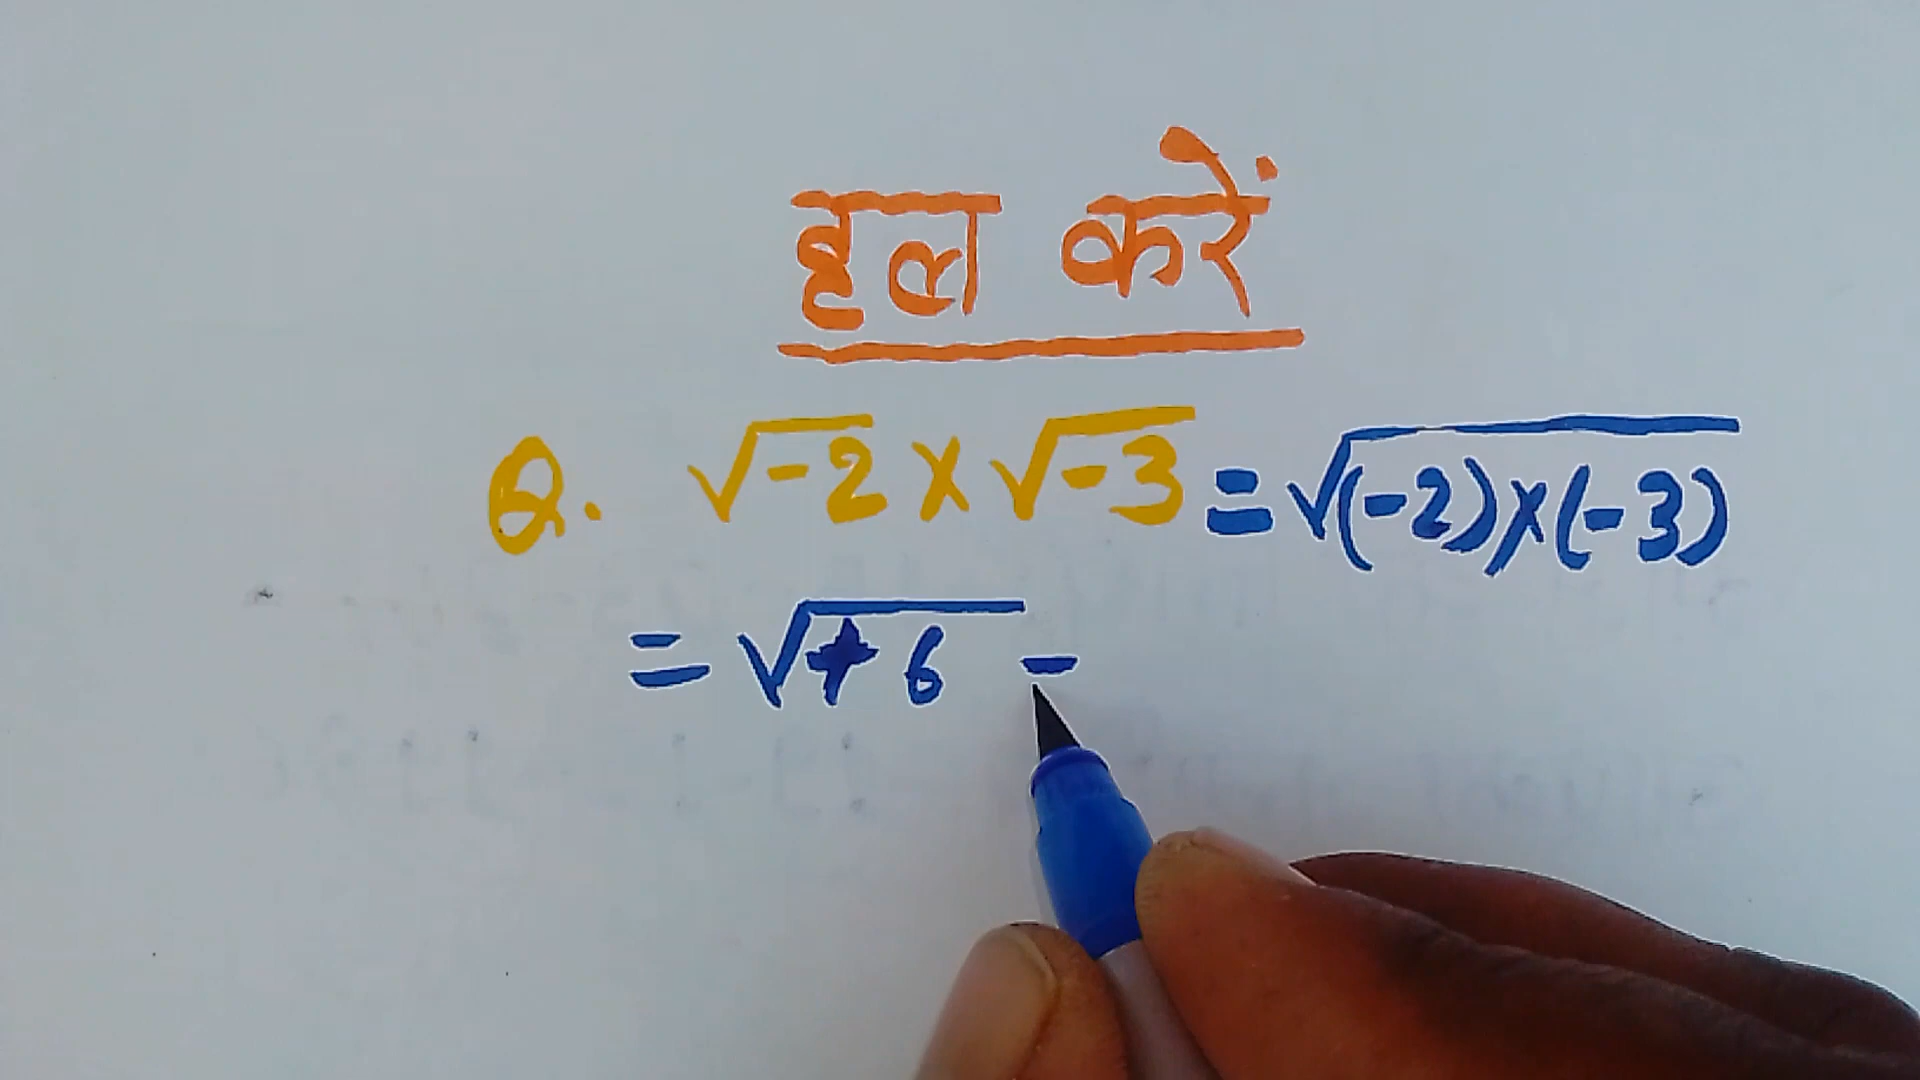 हल करें
Q. √-2 × √-3 = √(-2)×(-3)
= √+6 -